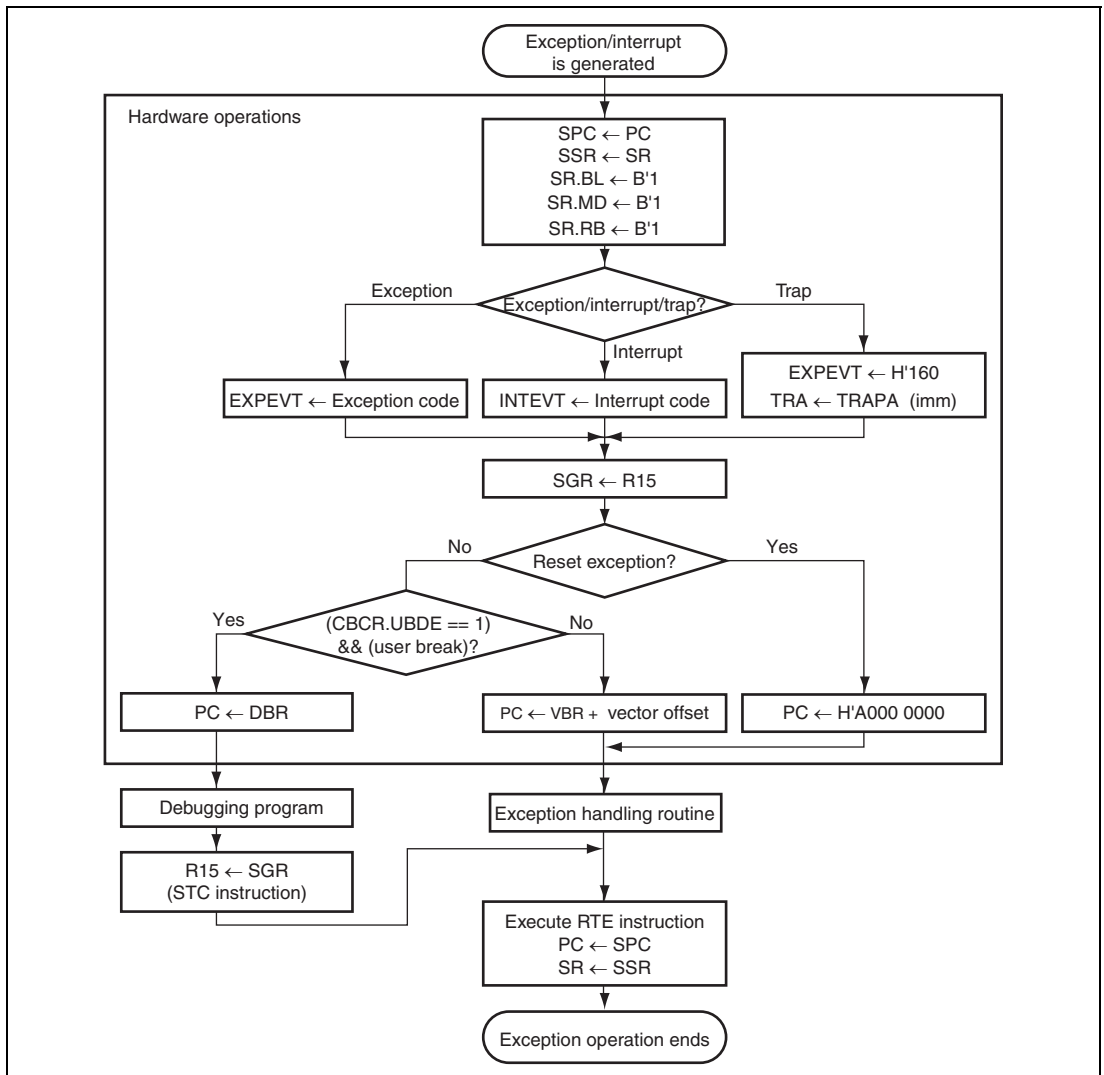 Exception/interrupt
is generated
Hardware operations
SPC ← PC
SSR ← SR
SR.BL ← B'1
SR.MD ← B'1
SR.RB ← B'1
Exception
Exception/interrupt/trap?
Trap
Interrupt
EXPEVT ← Exception code
INTEVT ← Interrupt code
EXPEVT ← H'160
TRA ← TRAPA (imm)
SGR ← R15
No
Reset exception?
Yes
Yes
(CBCR.UBDE == 1)
&& (user break)?
No
PC ← DBR
PC ← VBR + vector offset
PC ← H'A000 0000
Debugging program
Exception handling routine
R15 ← SGR
(STC instruction)
Execute RTE instruction
PC ← SPC
SR ← SSR
Exception operation ends